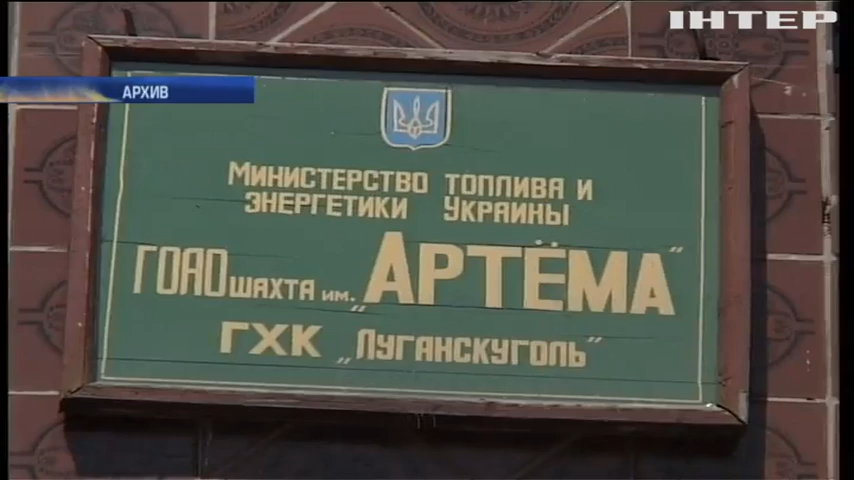 ІНТЕР
АРХИВ
МИНИСТЕРСТВО ТОПЛИВА И
ЭНЕРГЕТИКИ УКРАИНЫ
ГОАО ШАХТА ИМ. „АРТЁМА"
ГХК „ЛУГАНСКУГОЛЬ"